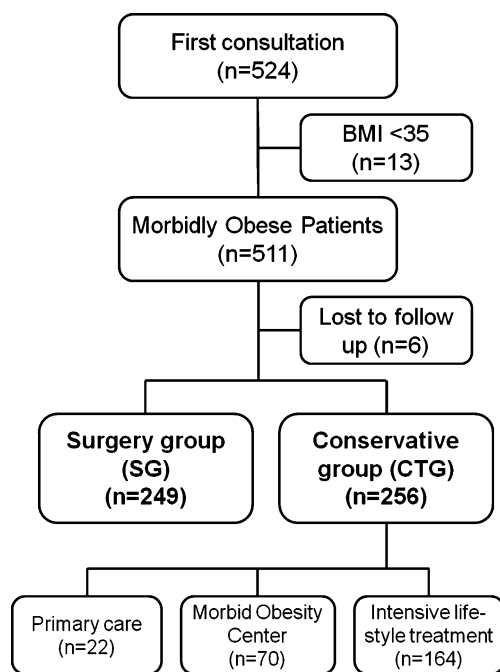 First consultation
(n=524)
BMI <35
(n=13)
Morbidly Obese Patients
(n=511)
Lost to follow
up (n=6)
Surgery group
(SG)
(n=249)
Conservative
group (CTG)
(n=256)
Primary care
(n=22)
Morbid Obesity
Center
(n=70)
Intensive life-
style treatment
(n=164)